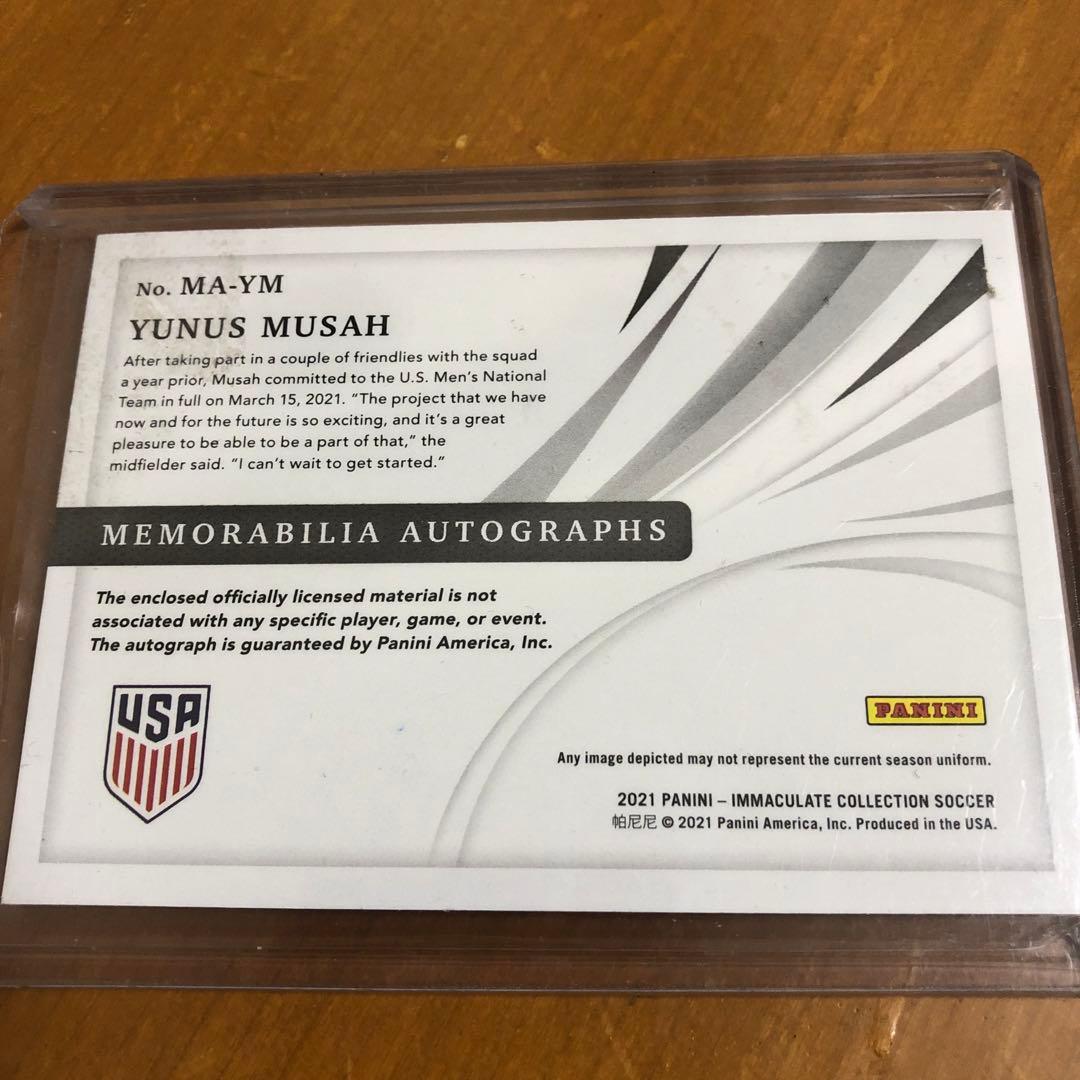 No. MA-YM
YUNUS MUSAH
After taking part in a couple of friendlies with the squad
a year prior, Musah committed to the U.S. Men's National
Team in full on March 15, 2021. "The project that we have
now and for the future is so exciting, and it's a great
pleasure to be able to be a part of that," the
midfielder said. "I can't wait to get started."
MEMORABILIA AUTOGRAPHS
The enclosed officially licensed material is not
associated with any specific player, game, or event.
The autograph is guaranteed by Panini America, Inc.
USA
PANINI
Any image depicted may not represent the current season uniform.
2021 PANINI – IMMACULATE COLLECTION SOCCER
帕尼尼 © 2021 Panini America, Inc. Produced in the USA.